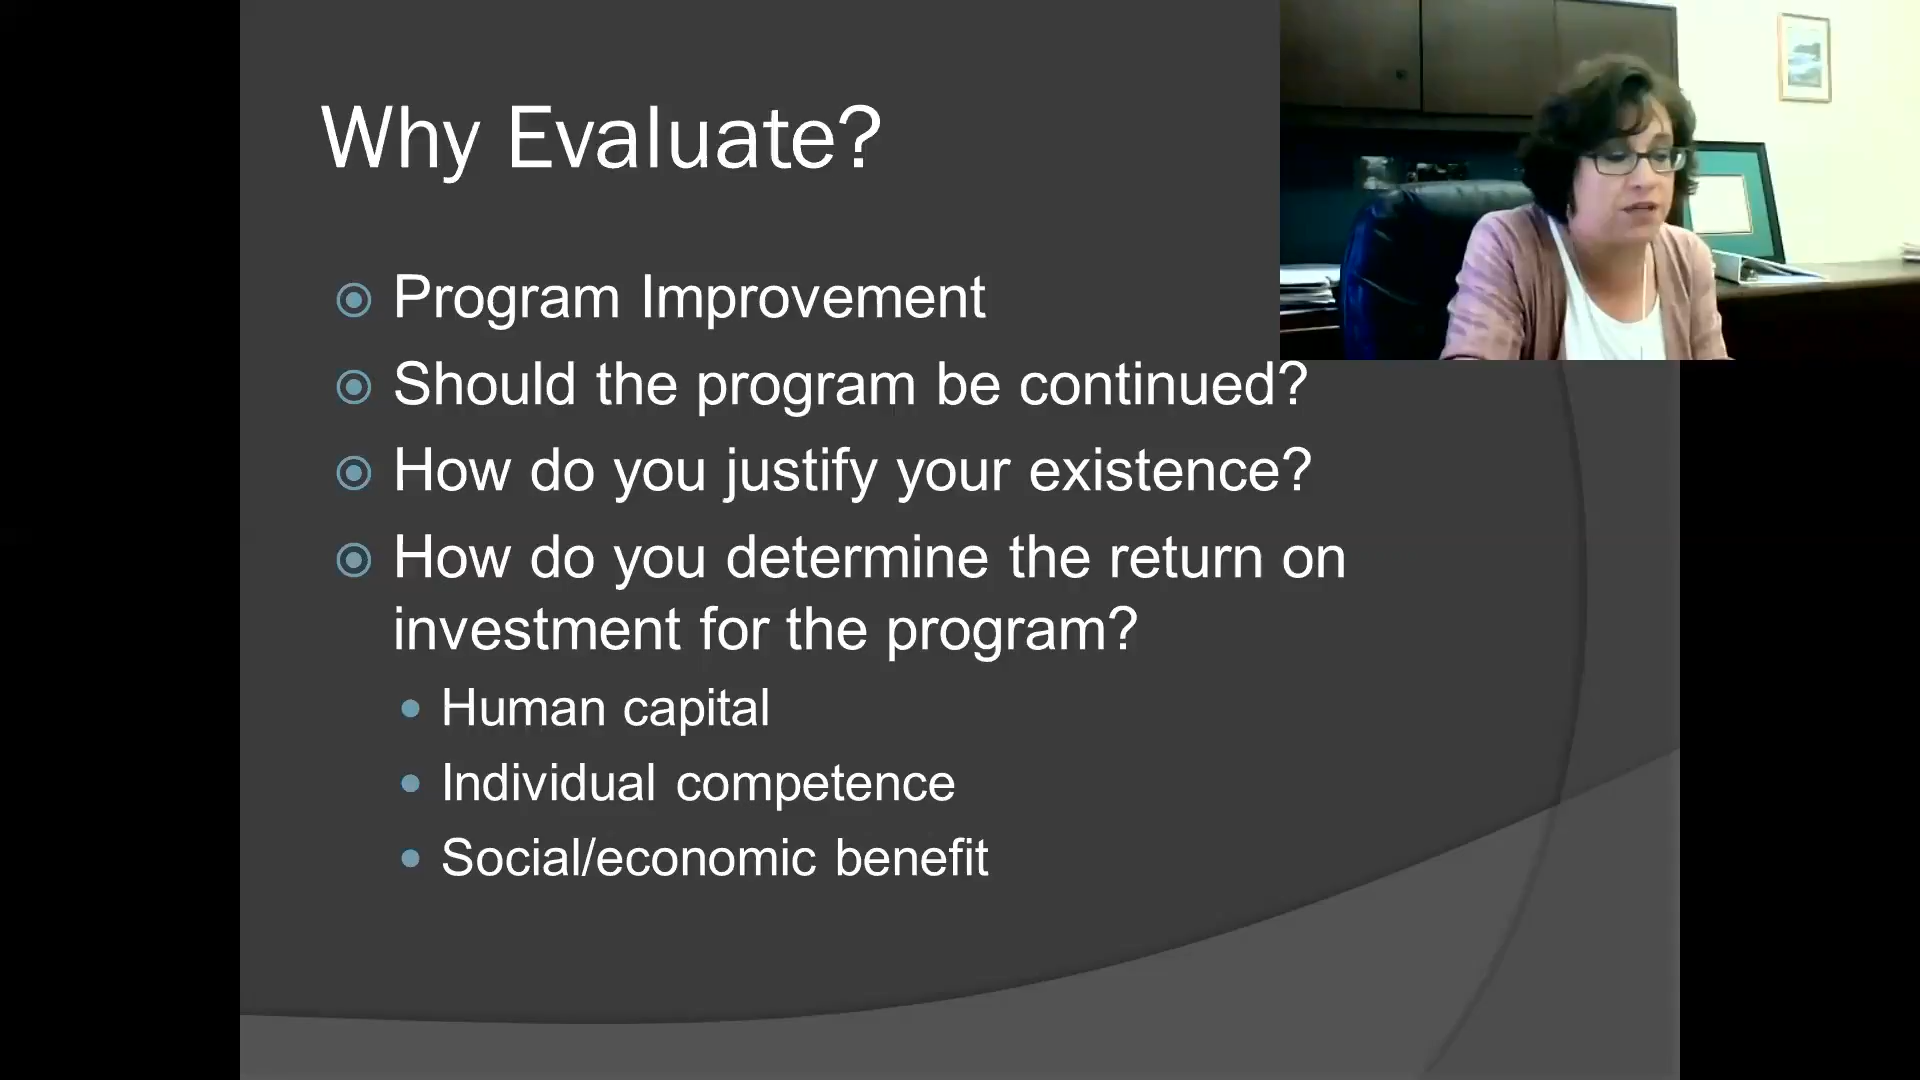 Why Evaluate?
Program Improvement
Should the program be continued?
How do you justify your existence?
How do you determine the return on
investment for the program?
Human capital
Individual competence
Social/economic benefit